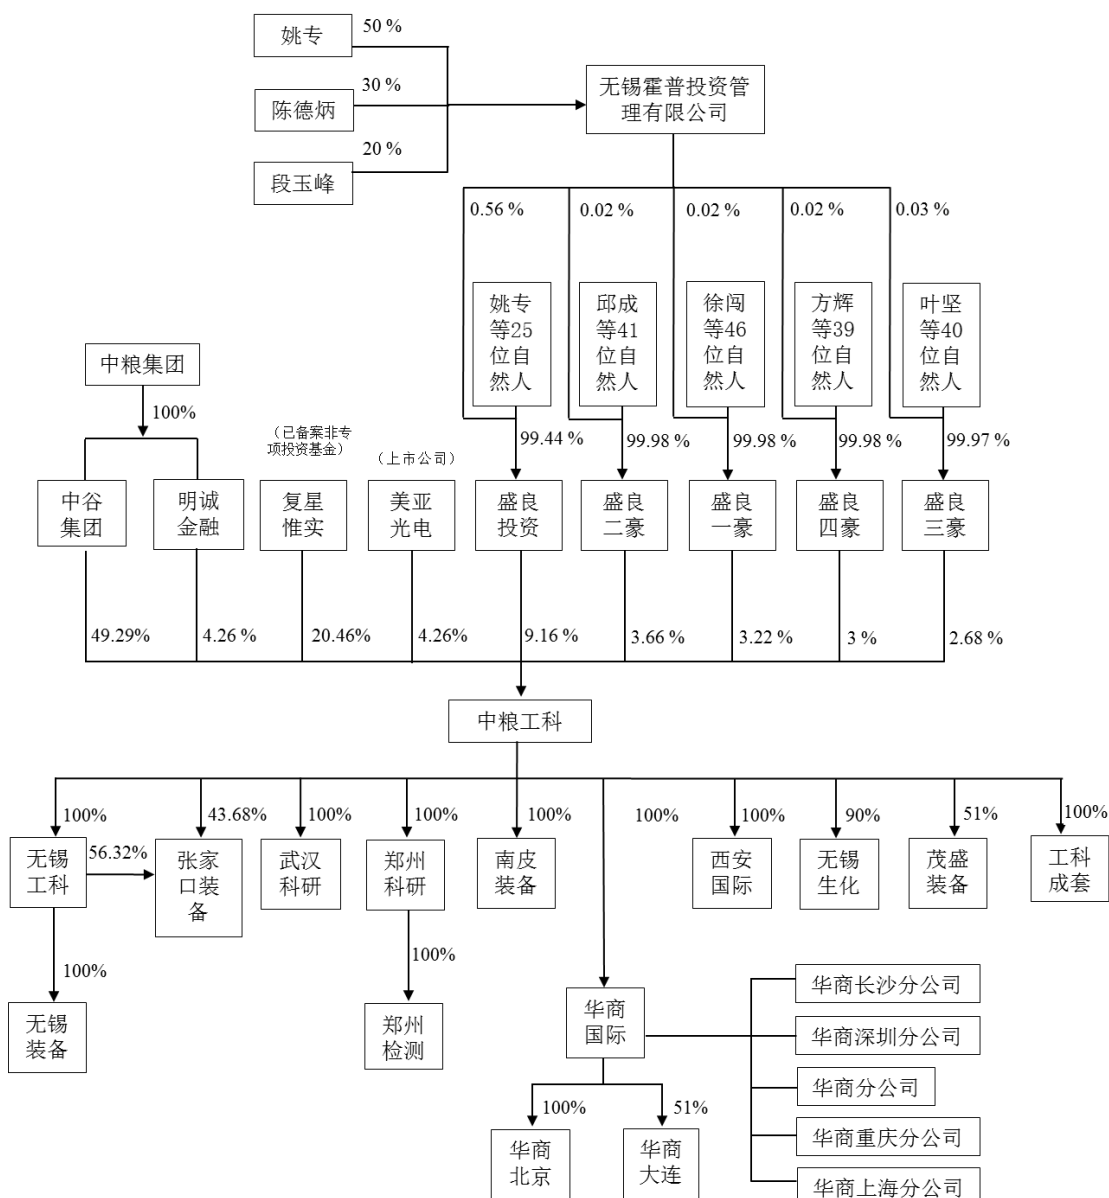 姚专
50 %
陈德炳
30 %
段玉峰
20 %
无锡霍普投资管
理有限公司
0.56 %
0.02 %
0.02 %
0.02 %
0.03 %
姚专
等25
位自
然人
邱成
等41
位自
然人
徐闯
等46
位自
然人
方辉
等39
位自
然人
叶坚
等40
位自
然人
中粮集团
100%
99.44 %
99.98 %
99.98 %
99.98 %
99.97 %
（已备案非专
项投资基金）
（上市公司）
中谷
集团
明诚
金融
复星
惟实
美亚
光电
盛良
投资
盛良
二豪
盛良
一豪
盛良
四豪
盛良
三豪
49.29%
4.26 %
20.46%
4.26%
9.16 %
3.66 %
3.22 %
3 %
2.68 %
中粮工科
100%
43.68%
100%
100%
100%
100%
100%
90%
51%
100%
无锡
工科
56.32%
张家
口装
备
武汉
科研
郑州
科研
南皮
装备
西安
国际
无锡
生化
茂盛
装备
工科
成套
100%
100%
无锡
装备
郑州
检测
华商
国际
华商长沙分公司
华商深圳分公司
华商分公司
华商重庆分公司
华商上海分公司
100%
51%
华商
北京
华商
大连